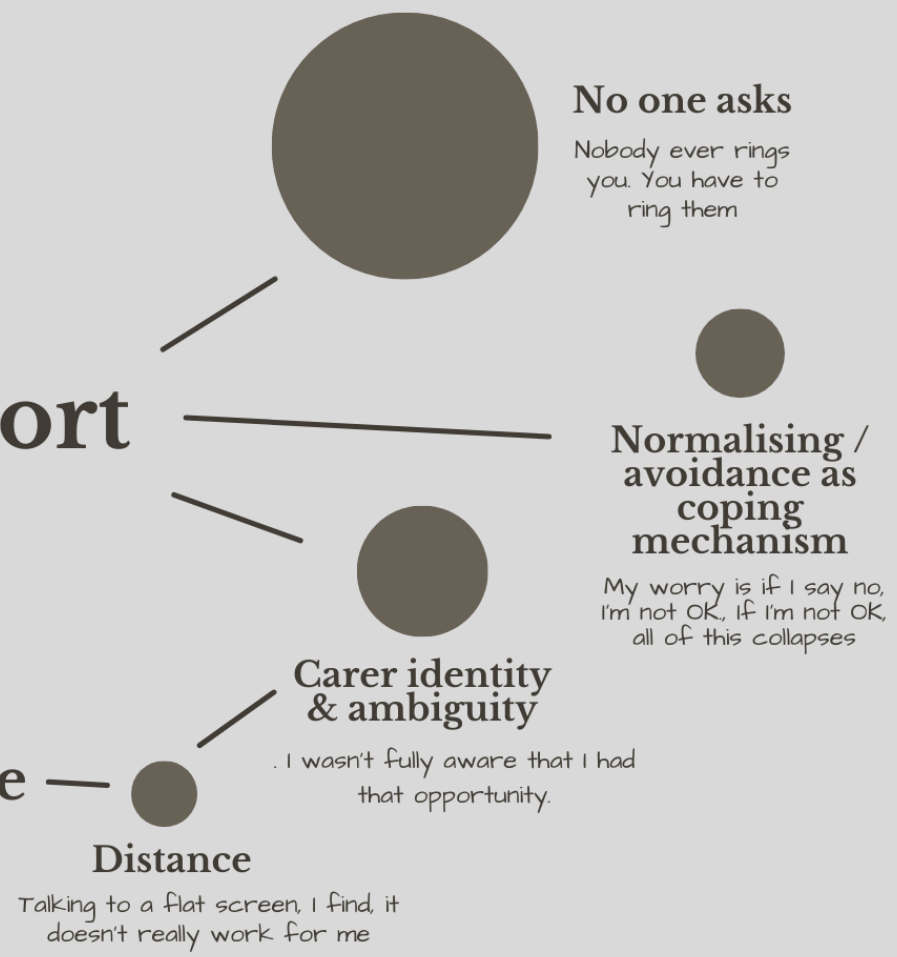 No one asks
Nobody ever rings
you. You have to
ring them
ort
Normalising /
avoidance as
coping
mechanism
My worry is if I say no,
I'm not OK., If I'm not OK,
all of this collapses
Carer identity
& ambiguity
. I wasn't fully aware that I had
that opportunity.
e
Distance
Talking to a flat screen, I find, it
doesn't really work for me